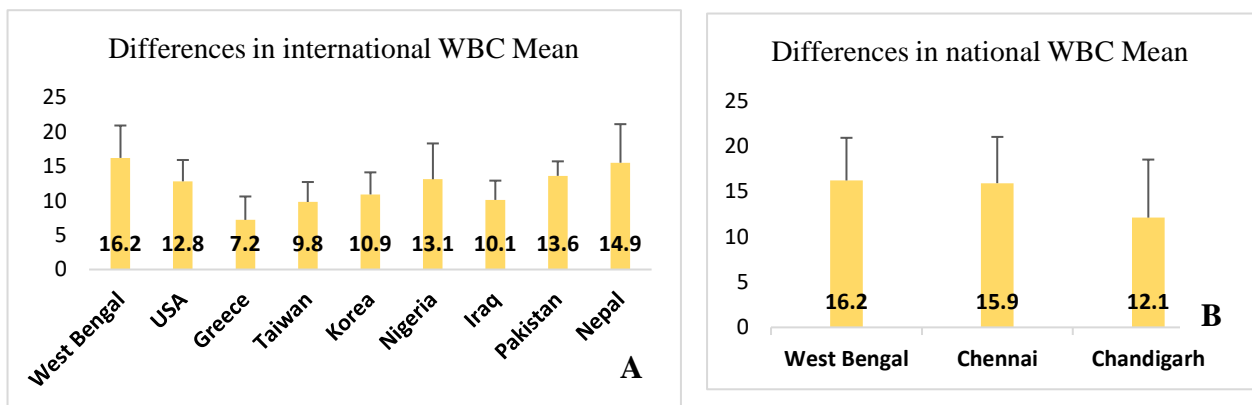 Differences in international WBC Mean
25
20
15
10
5
0
16.2 12.8 7.2 9.8 10.9 13.1 10.1 13.6 14.9
West Bengal USA Greece Taiwan Korea Nigeria Iraq Pakistan Nepal
A
Differences in national WBC Mean
25
20
15
10
5
0
16.2 15.9 12.1
West Bengal Chennai Chandigarh
B